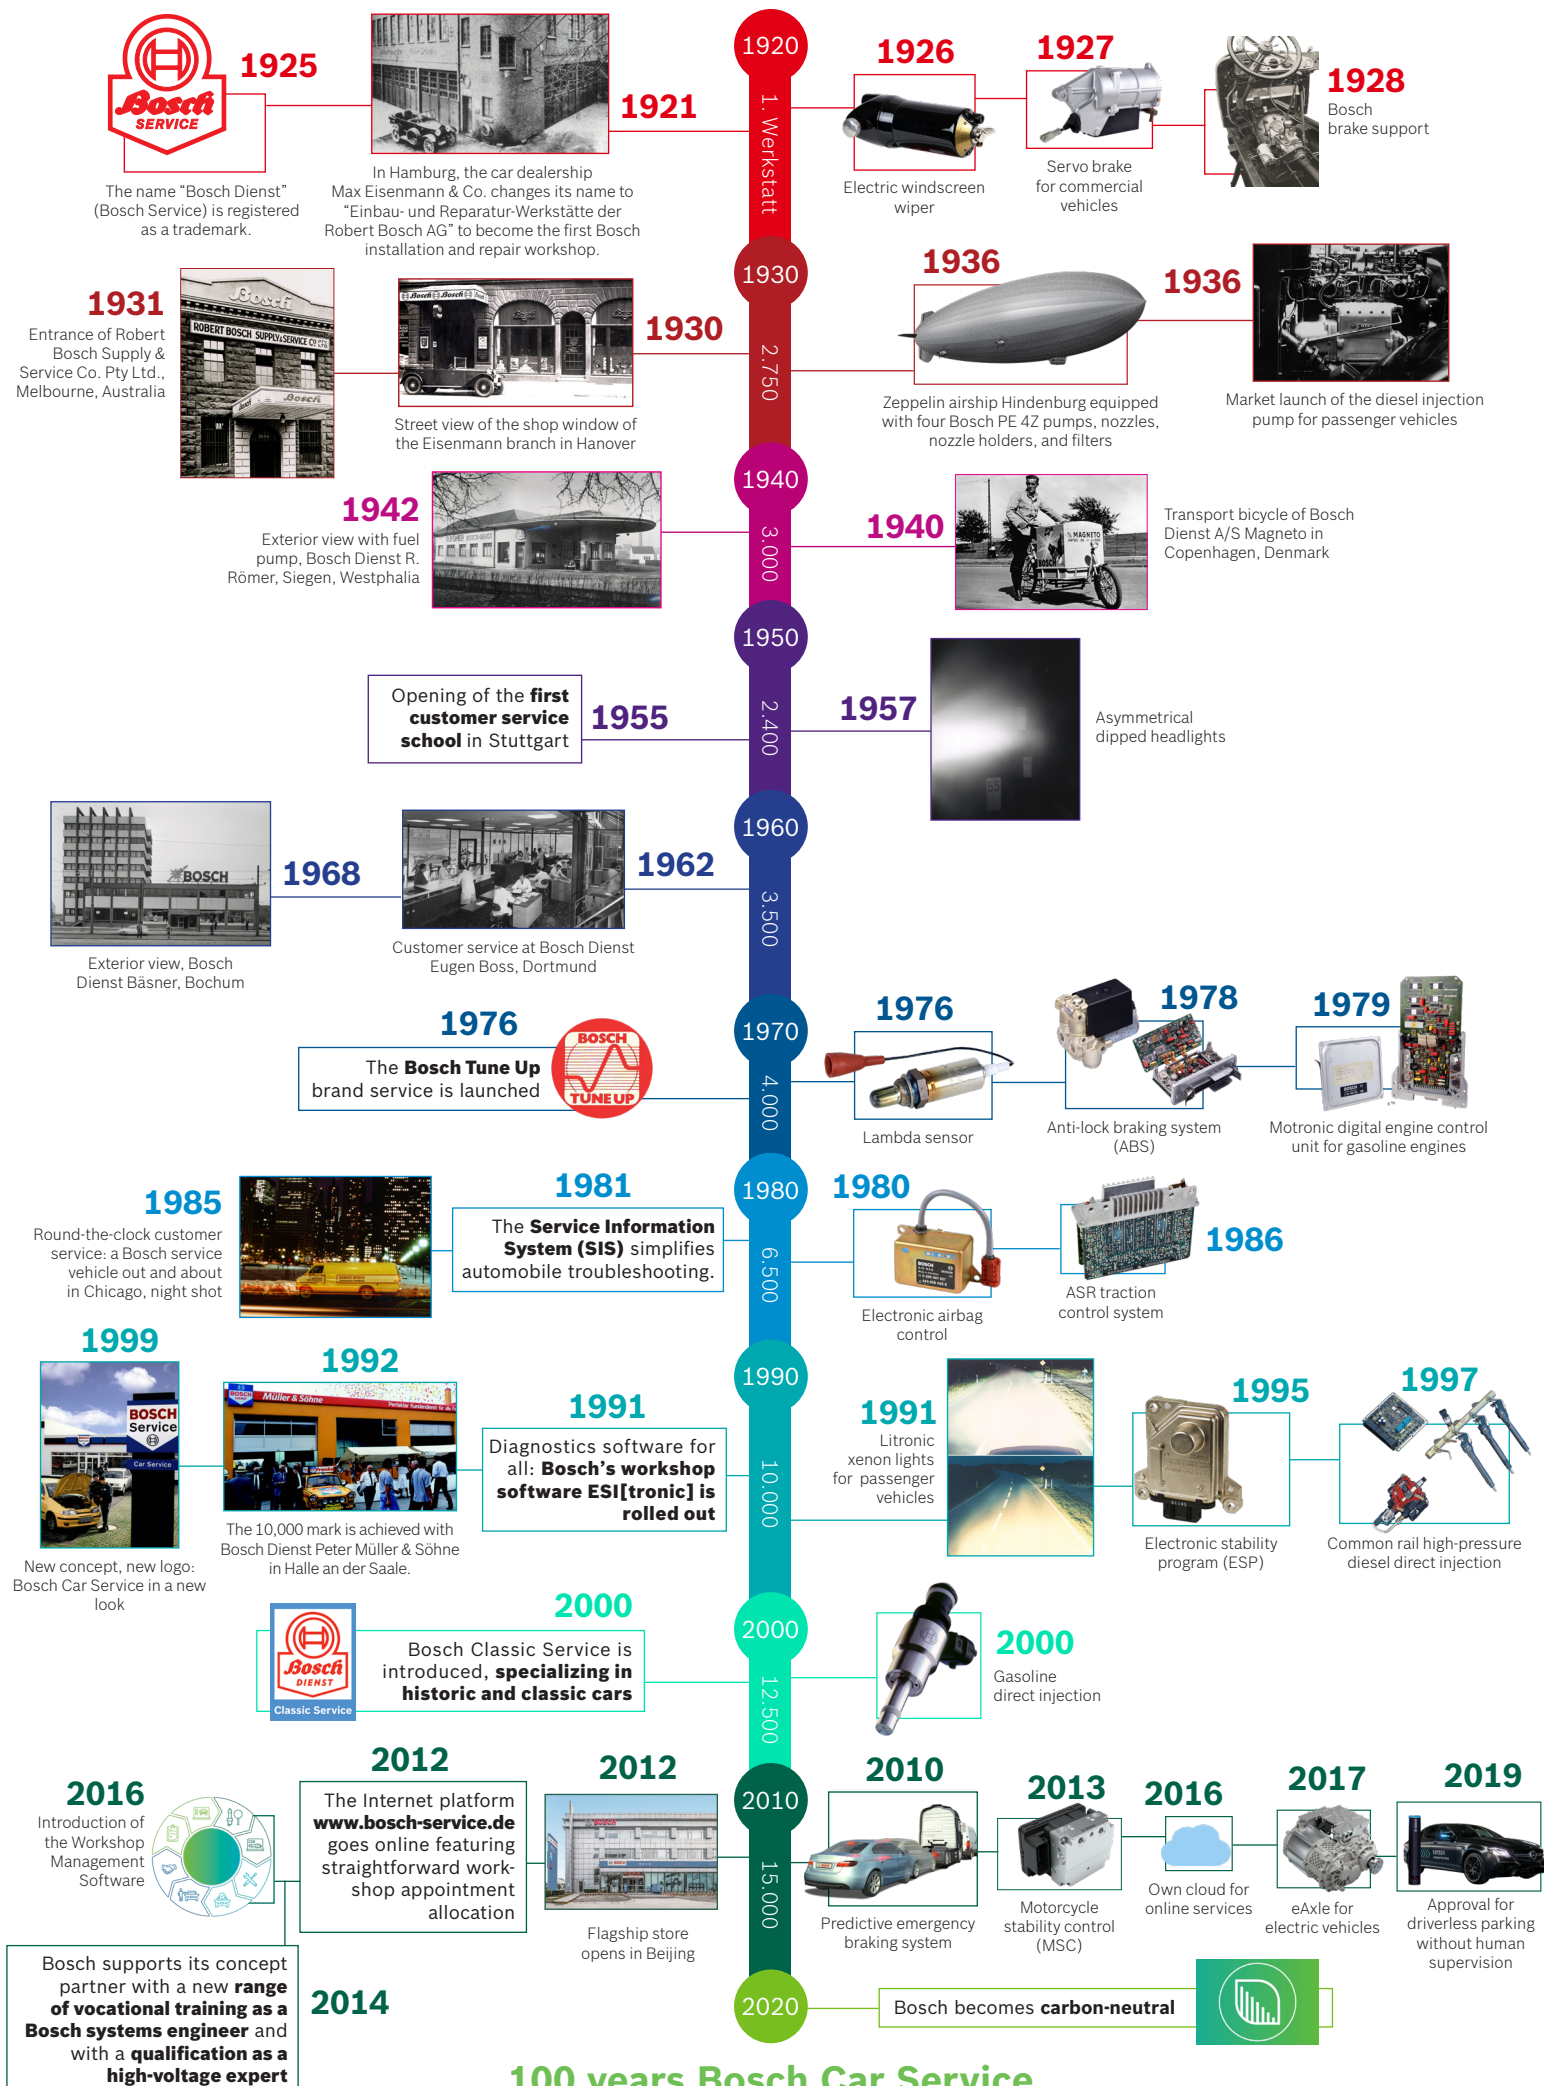 1920
1. Werkstatt
1925
Bosch
SERVICE
The name “Bosch Dienst”
(Bosch Service) is registered
as a trademark.
1921
In Hamburg, the car dealership
Max Eisenmann & Co. changes its name to
“Einbau- und Reparatur-Werkstätte der
Robert Bosch AG” to become the first Bosch
installation and repair workshop.
1926
Electric windscreen
wiper
1927
Servo brake
for commercial
vehicles
1928
Bosch
brake support
1930
2.750
1931
Entrance of Robert
Bosch Supply &
Service Co. Pty Ltd.,
Melbourne, Australia
Bosch
ROBERT BOSCH SUPPLY & SERVICE CO PTY LTD
Bosch
1930
Bosch Bosch
Street view of the shop window of
the Eisenmann branch in Hanover
1936
Zeppelin airship Hindenburg equipped
with four Bosch PE 4Z pumps, nozzles,
nozzle holders, and filters
1936
Market launch of the diesel injection
pump for passenger vehicles
1940
3.000
1942
Exterior view with fuel
pump, Bosch Dienst R.
Römer, Siegen, Westphalia
1940
MAGNETO
BOSCH
Transport bicycle of Bosch
Dienst A/S Magneto in
Copenhagen, Denmark
1950
2.400
Opening of the first
customer service
school in Stuttgart
1955
1957
Asymmetrical
dipped headlights
1960
3.500
BOSCH
1968
Exterior view, Bosch
Dienst Bäsner, Bochum
1962
Customer service at Bosch Dienst
Eugen Boss, Dortmund
1970
4.000
1976
The Bosch Tune Up
brand service is launched
BOSCH
TUNE UP
1976
Lambda sensor
1978
Anti-lock braking system
(ABS)
1979
Motronic digital engine control
unit for gasoline engines
1980
6.500
1985
Round-the-clock customer
service: a Bosch service
vehicle out and about
in Chicago, night shot
1981
The Service Information
System (SIS) simplifies
automobile troubleshooting.
1980
BOSCH
Electronic airbag
control
1986
ASR traction
control system
1990
10.000
1999
BOSCH
Service
Car Service
New concept, new logo:
Bosch Car Service in a new
look
1992
BOSCH
Müller & Söhne
The 10,000 mark is achieved with
Bosch Dienst Peter Müller & Söhne
in Halle an der Saale.
1991
Diagnostics software for
all: Bosch’s workshop
software ESI[tronic] is
rolled out
1991
Litronic
xenon lights
for passenger
vehicles
1995
Electronic stability
program (ESP)
1997
Common rail high-pressure
diesel direct injection
2000
12.500
2000
Bosch
DIENST
Classic Service
Bosch Classic Service is
introduced, specializing in
historic and classic cars
2000
Gasoline
direct injection
2010
15.000
2016
Introduction of
the Workshop
Management
Software
2012
The Internet platform
www.bosch-service.de
goes online featuring
straightforward work-
shop appointment
allocation
2012
Flagship store
opens in Beijing
Bosch supports its concept
partner with a new range
of vocational training as a
Bosch systems engineer and
with a qualification as a
high-voltage expert
2014
2010
Predictive emergency
braking system
2013
Motorcycle
stability control
(MSC)
2016
Own cloud for
online services
2017
eAxle for
electric vehicles
2019
Approval for
driverless parking
without human
supervision
2020
Bosch becomes carbon-neutral
100 years Bosch Car Service